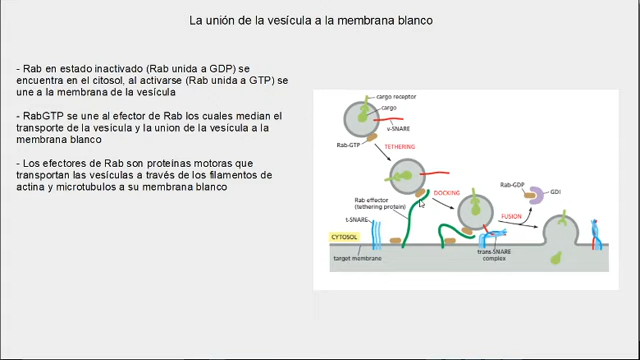 La unión de la vesícula a la membrana blanco
- Rab en estado inactivado (Rab unida a GDP) se
encuentra en el citosol, al activarse (Rab unida a GTP) se
une a la membrana de la vesícula
- RabGTP se une al efector de Rab los cuales median el
transporte de la vesicula y la union de la vesícula a la
membrana blanco
- Los efectores de Rab son proteinas motoras que
transportan las vesículas a través de los filamentos de
actina y microtubulos a su membrana blanco
cargo receptor
cargo
v-SNARE
Rab-GTP
TETHERING
Rab effector
(tethering protein)
DOCKING
Rab-GDP
GDI
t-SNARE
FUSION
CYTOSOL
target membrane
trans-SNARE
complex